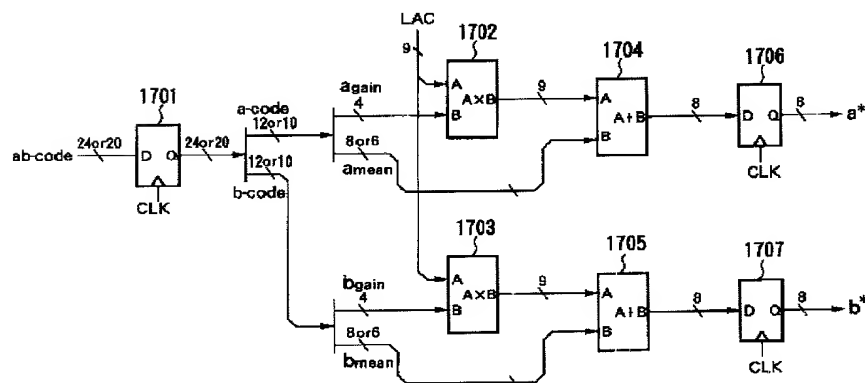 LAC
9
1702
A
B
A×B
9
1704
A
B
A+B
8
1706
D
Q
8
a*
CLK
1701
ab-code
24or20
D
Q
24or20
CLK
a-code
12or10
12or10
b-code
again
4
8or6
amean
1703
A
B
A×B
9
1705
A
B
A+B
8
1707
D
Q
8
b*
CLK
bgain
4
8or6
bmean